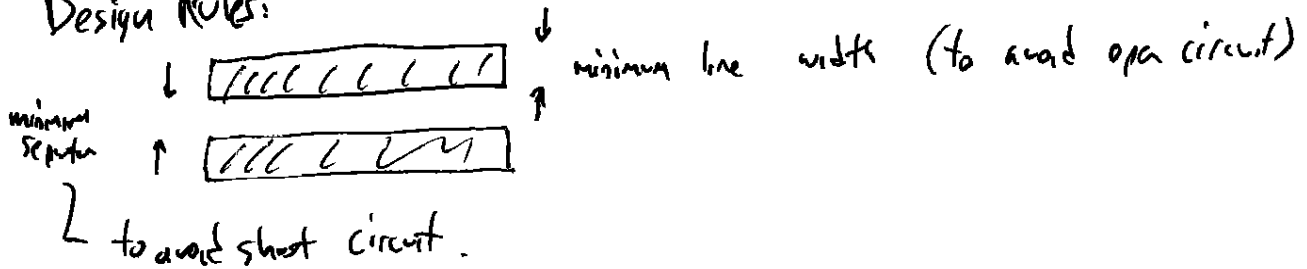 Design Rules:
minimum line width (to avoid open circuit)
minimum
separation
to avoid short circuit.